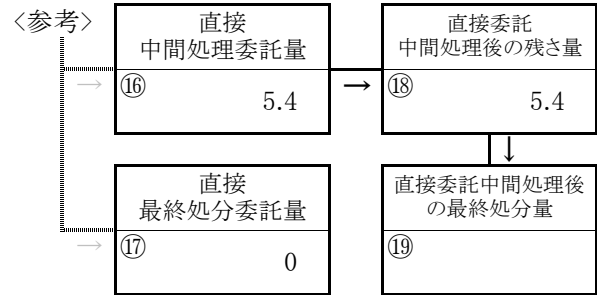 〈参考〉
直接
中間処理委託量
→
⑯
5.4
→
直接委託
中間処理後の残さ量
⑱
5.4
↓
直接
最終処分委託量
→
⑰
0
直接委託中間処理後
の最終処分量
⑲